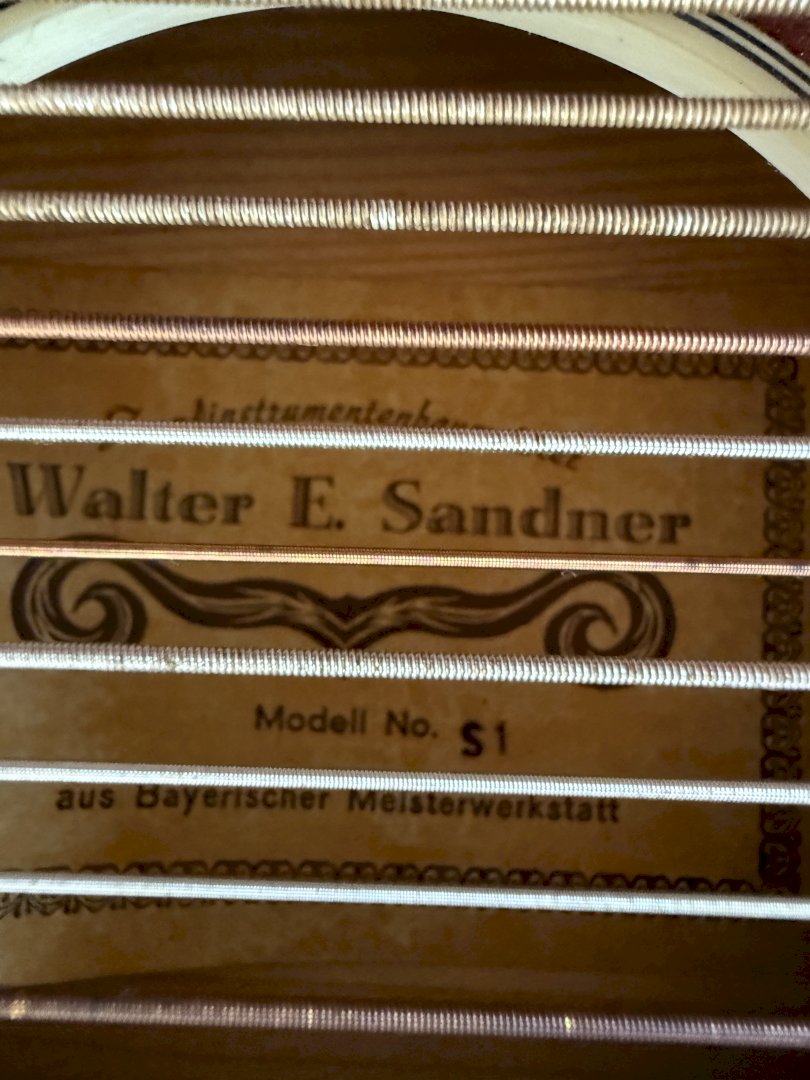 Walter E. Sandner
Modell No. S1
aus Bayerischer Meisterwerkstatt